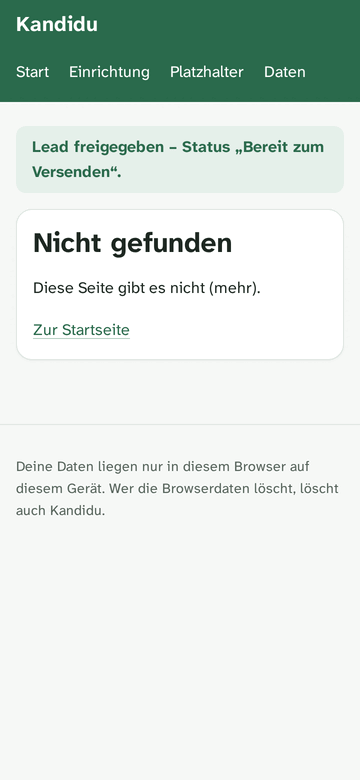 Kandidu
Start Einrichtung Platzhalter Daten
Lead freigegeben – Status „Bereit zum
Versenden“.
Nicht gefunden
Diese Seite gibt es nicht (mehr).
Zur Startseite
Deine Daten liegen nur in diesem Browser auf
diesem Gerät. Wer die Browserdaten löscht, löscht
auch Kandidu.